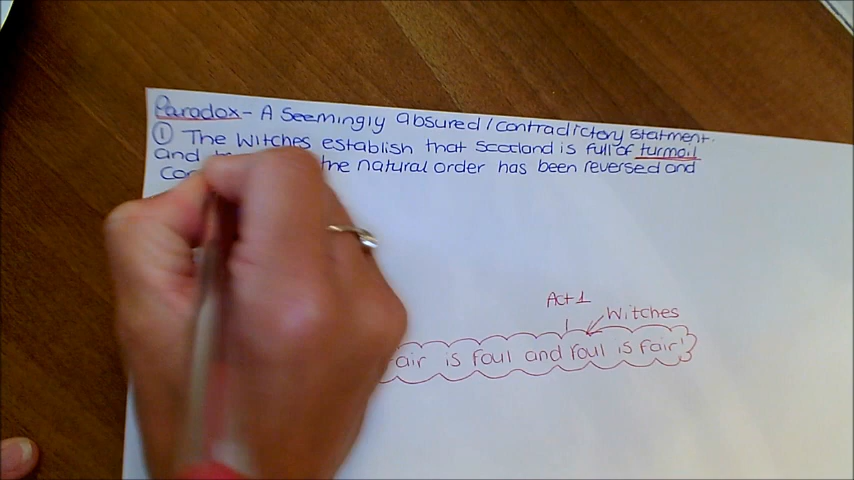 Paradox - A seemingly absured / contradictory statment.
① The Witches establish that Scotland is full of turmoil
and the natural order has been reversed and
Act 1
Witches
air is foul and foul is fair!